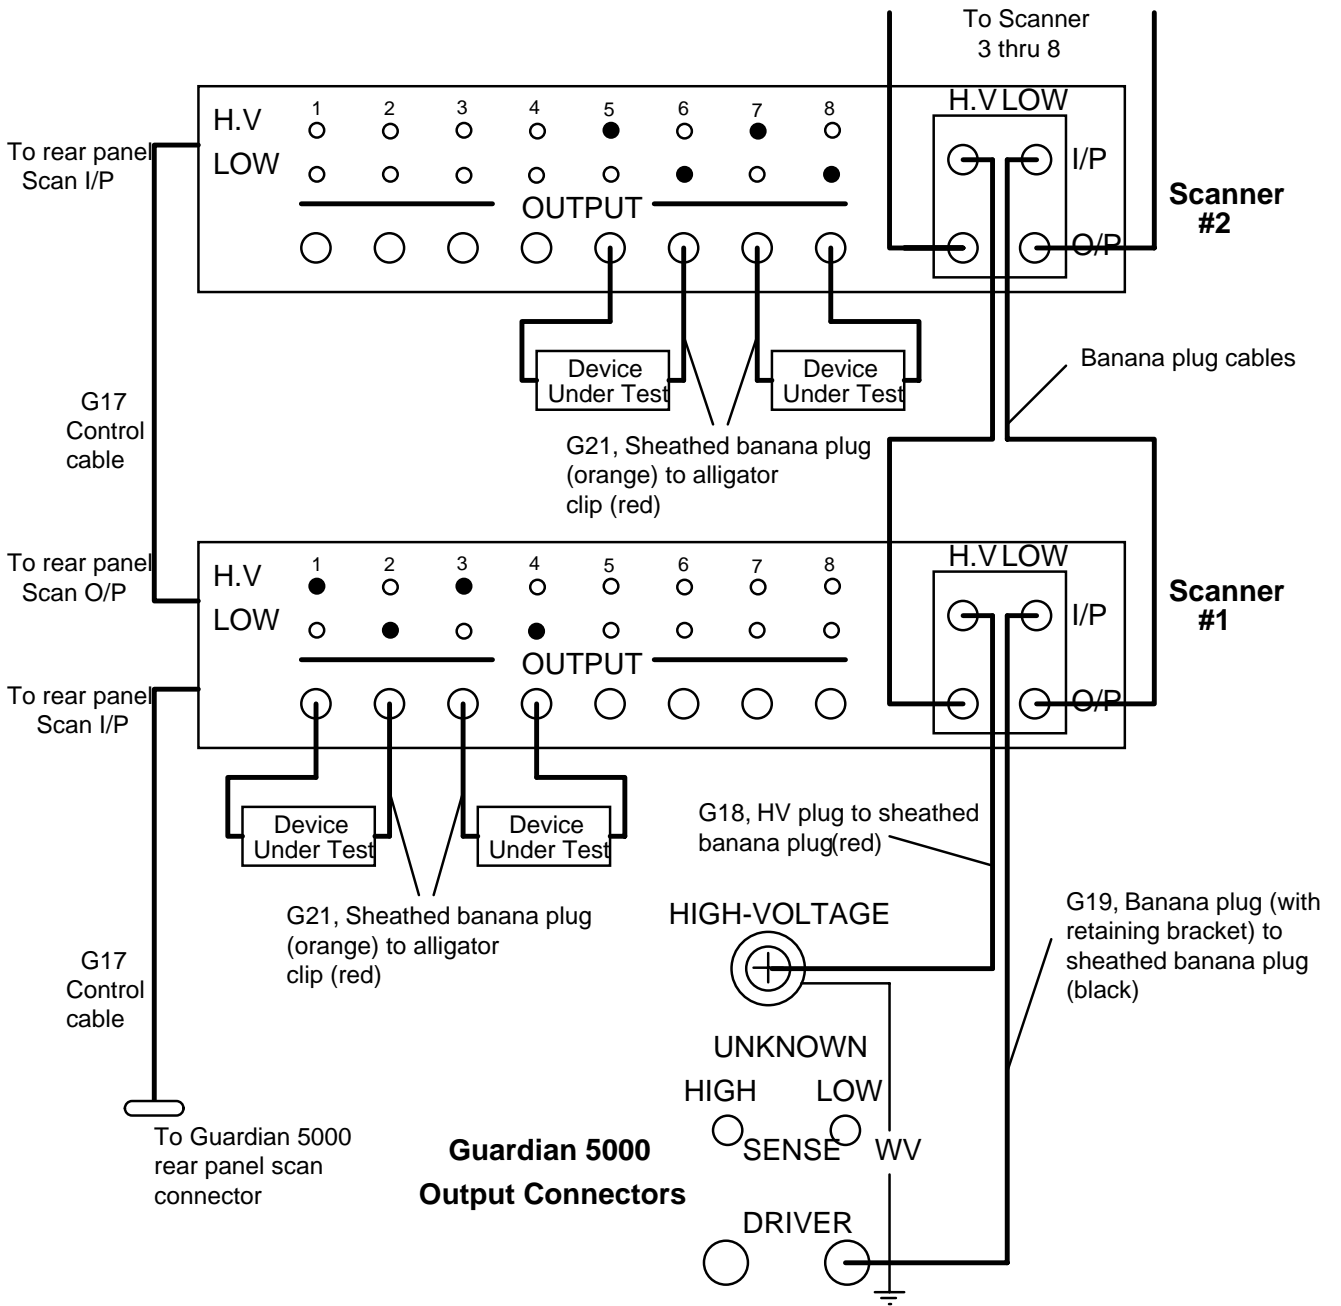 To Scanner
3 thru 8
H.V LOW
H.V
1 2 3 4 5 6 7 8
To rear panel
Scan I/P
LOW
I/P
Scanner
#2
OUTPUT
O/P
Device
Under Test
Device
Under Test
Banana plug cables
G17
Control
cable
G21, Sheathed banana plug
(orange) to alligator
clip (red)
To rear panel
Scan O/P
H.V
1 2 3 4 5 6 7 8
H.V LOW
LOW
I/P
Scanner
#1
OUTPUT
To rear panel
Scan I/P
O/P
Device
Under Test
Device
Under Test
G18, HV plug to sheathed
banana plug(red)
G21, Sheathed banana plug
(orange) to alligator
clip (red)
HIGH-VOLTAGE
G19, Banana plug (with
retaining bracket) to
sheathed banana plug
(black)
G17
Control
cable
UNKNOWN
HIGH LOW
SENSE WV
To Guardian 5000
rear panel scan
connector
Guardian 5000
Output Connectors
DRIVER